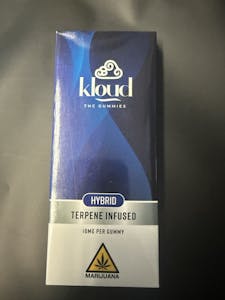 kloud
THC GUMMIES
HYBRID
TERPENE INFUSED
10MG PER GUMMY
MARIJUANA